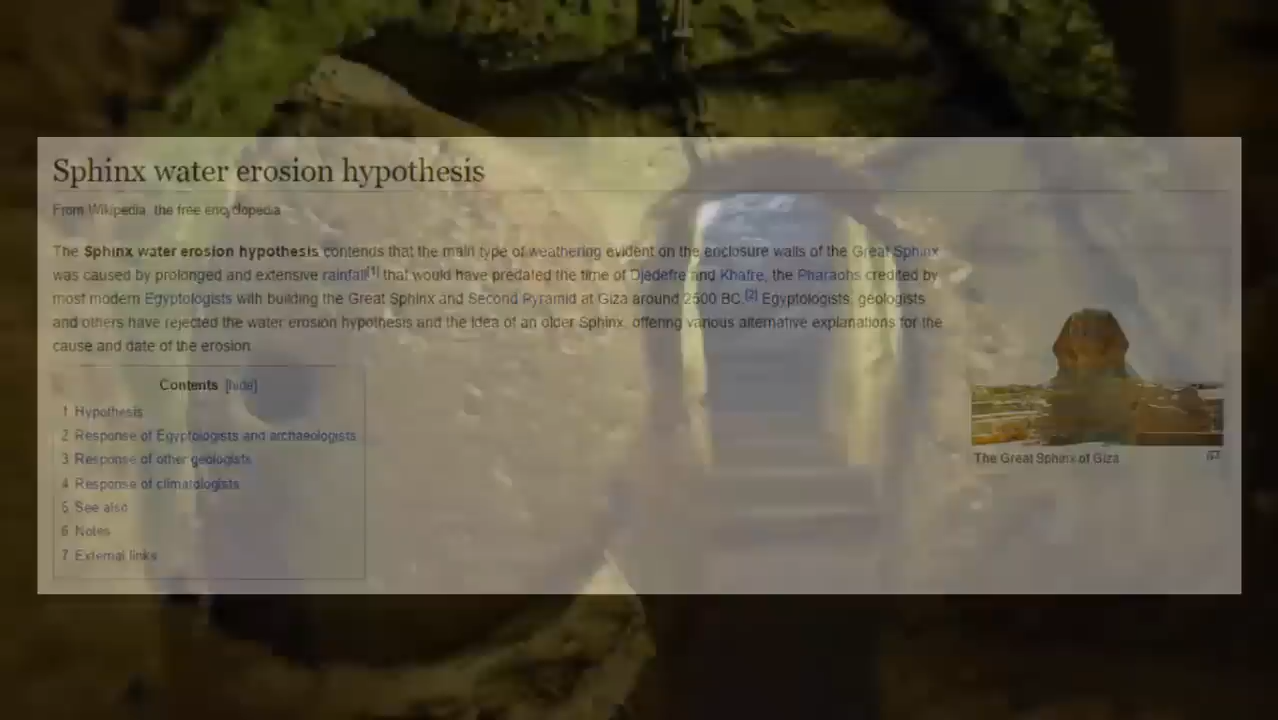 Sphinx water erosion hypothesis
From Wikipedia, the free encyclopedia
The Sphinx water erosion hypothesis contends that the main type of weathering evident on the enclosure walls of the Great Sphinx
was caused by prolonged and extensive rainfall[1] that would have predated the time of Djedefre and Khafre, the Pharaohs credited by
most modern Egyptologists with building the Great Sphinx and Second Pyramid at Giza around 2500 BC.[2] Egyptologists, geologists
and others have rejected the water erosion hypothesis and the idea of an older Sphinx, offering various alternative explanations for the
cause and date of the erosion.
Contents [hide]
1 Hypothesis
2 Response of Egyptologists and archaeologists
3 Response of other geologists
4 Response of climatologists
5 See also
6 Notes
7 External links
The Great Sphinx of Giza